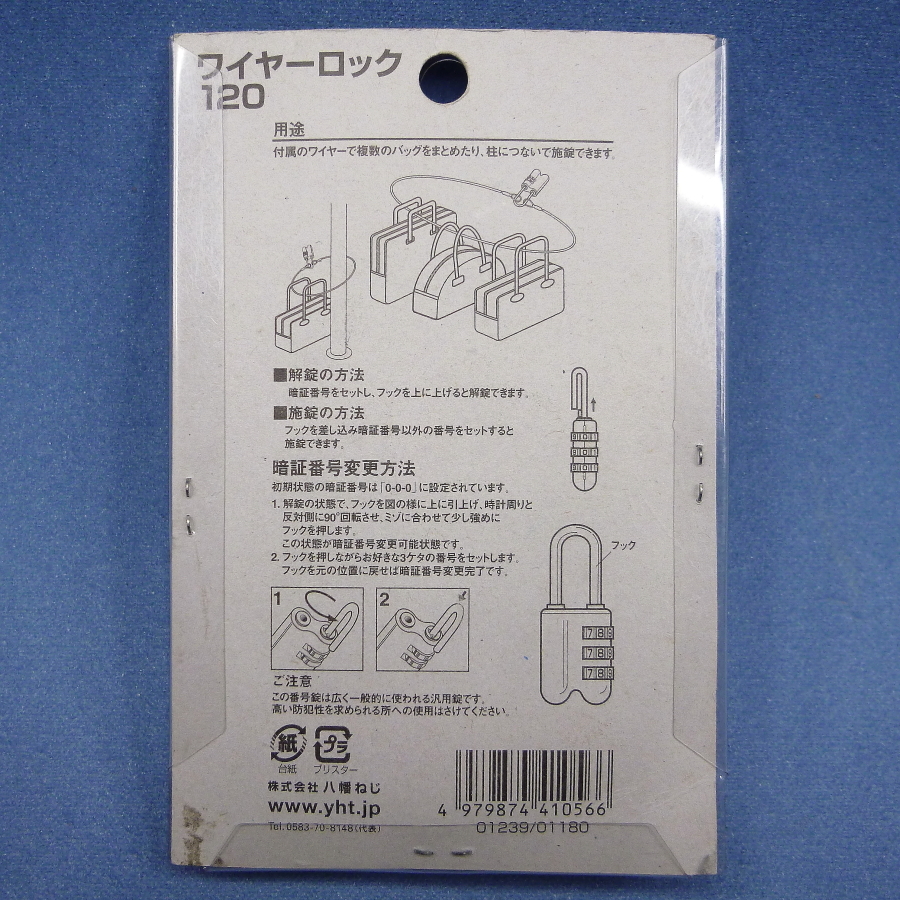 ワイヤーロック
120
用途
付属のワイヤーで複数のバッグをまとめたり、柱につないで施錠できます。
■解錠の方法
暗証番号をセットし、フックを上に上げると解錠できます。
■施錠の方法
フックを差し込み暗証番号以外の番号をセットすると
施錠できます。
暗証番号変更方法
初期状態の暗証番号は「0-0-0」に設定されています。
1. 解錠の状態で、フックを図の様に上に引上げ、時計周りと
反対側に90°回転させ、ミゾに合わせて少し強めに
フックを押します。
この状態が暗証番号変更可能状態です。
2. フックを押しながらお好きな3ケタの番号をセットします。
フックを元の位置に戻せば暗証番号変更完了です。
フック
1
2
7 8 9
7 8 9
7 8 9
ご注意
この番号錠は広く一般的に使われる汎用錠です。
高い防犯性を求められる所への使用はさけてください。
紙
台紙
プラ
ブリスター
株式会社 八幡ねじ
www.yht.jp
Tel. 0583-70-8148（代表）
4 979874 410566
01239/01180